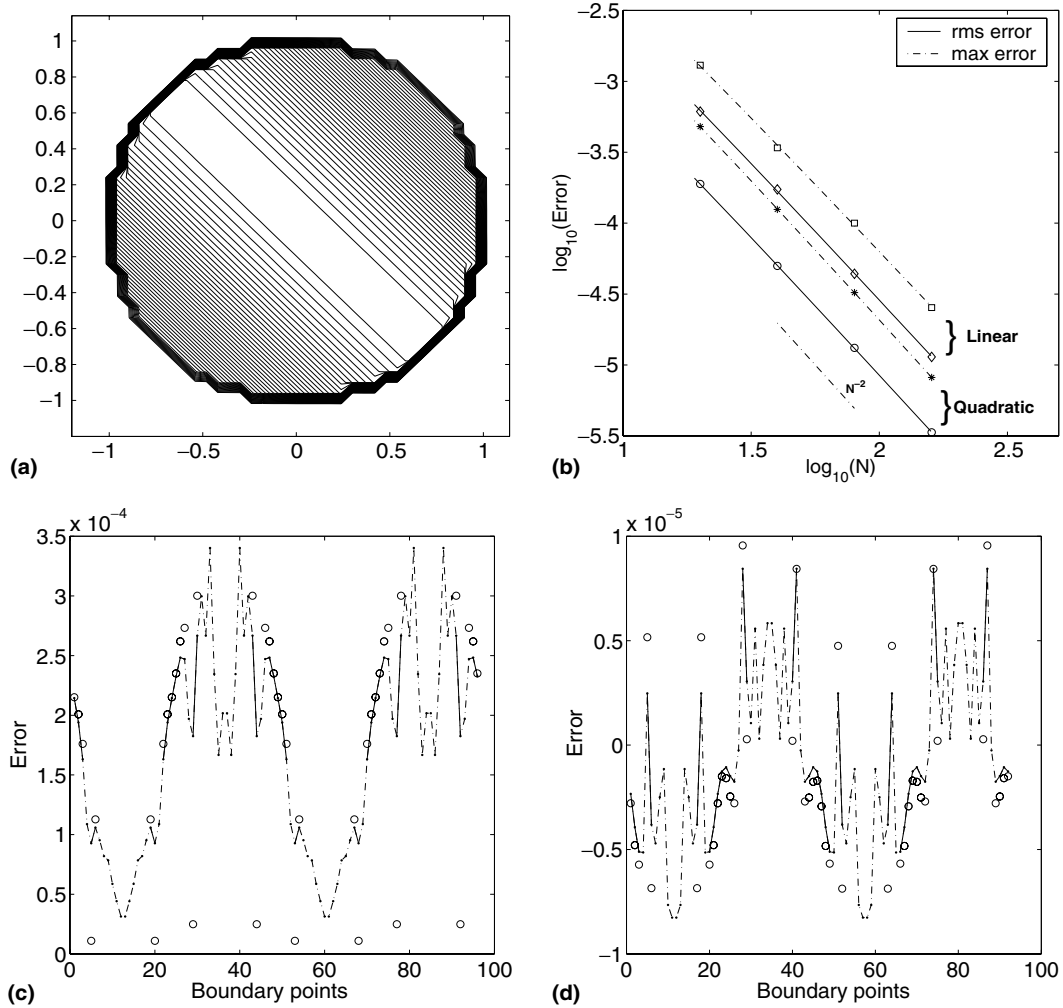 1
0.8
0.6
0.4
0.2
0
−0.2
−0.4
−0.6
−0.8
−1
−1 −0.5 0 0.5 1
(a)
−2.5
−3
−3.5
−4
−4.5
−5
−5.5
log10(Error)
rms error
max error
Linear
Quadratic
N−2
1 1.5 2 2.5
log10(N)
(b)
x 10−4
3.5
3
2.5
2
1.5
1
0.5
0
Error
0 20 40 60 80 100
Boundary points
(c)
x 10−5
1
0.5
0
−0.5
−1
Error
0 20 40 60 80 100
Boundary points
(d)